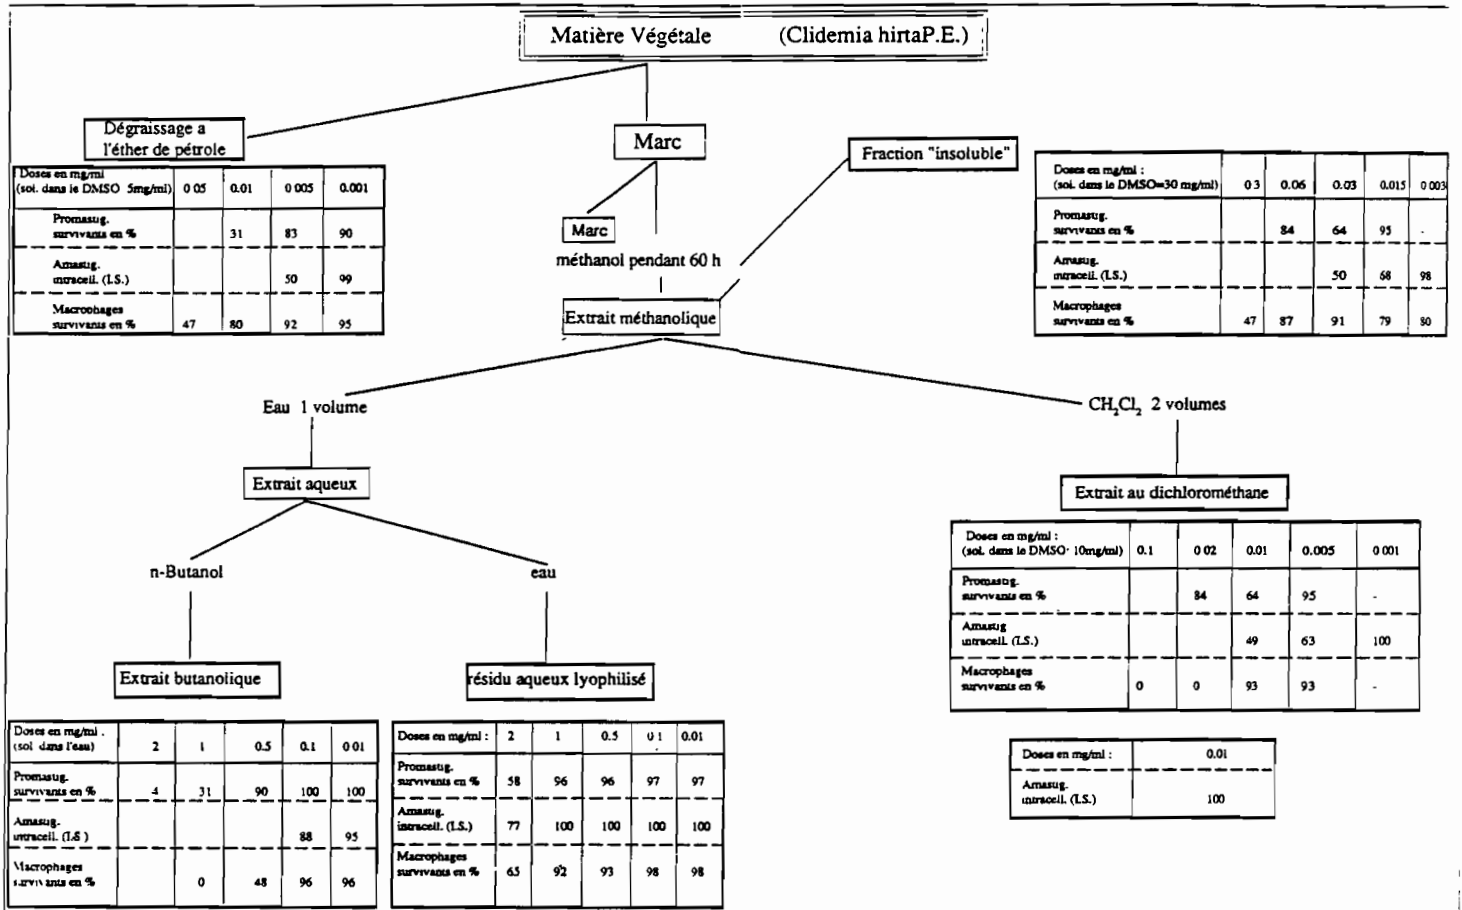 Matière Végétale (Clidemia hirtaP.E.)
Dégraissage a
l'éther de pétrole
Doses en mg/ml
(sol. dans le DMSO 5mg/ml) 0 05 0.01 0 005 0.001
Promastig.
survivants en % 31 83 90
Amastig.
intracell. (I.S.) 50 99
Macrophages
survivants en % 47 80 92 95
Marc
Fraction "insoluble"
Doses en mg/ml :
(sol. dans le DMSO=30 mg/ml) 0 3 0.06 0.03 0.015 0 003
Promastig.
survivants en % 84 64 95 -
Amastig.
intracell. (I.S.) 50 68 98
Macrophages
survivants en % 47 87 91 79 80
Marc
méthanol pendant 60 h
Extrait méthanolique
Eau 1 volume
CH₂Cl₂ 2 volumes
Extrait aqueux
Extrait au dichlorométhane
Doses en mg/ml :
(sol. dans le DMSO· 10mg/ml) 0.1 0 02 0.01 0.005 0 001
Promastig.
survivants en % 84 64 95 -
Amastig
intracell. (I.S.) 49 63 100
Macrophages
survivants en % 0 0 93 93 -
n-Butanol
eau
Extrait butanolique
résidu aqueux lyophilisé
Doses en mg/ml .
(sol dans l'eau) 2 1 0.5 0.1 0 01
Promastig.
survivants en % 4 31 90 100 100
Amastig.
intracell. (I.S ) 88 95
Macrophages
survivants en % 0 48 96 96
Doses en mg/ml : 2 1 0.5 0 1 0.01
Promastig.
survivants en % 58 96 96 97 97
Amastig.
intracell. (I.S.) 77 100 100 100 100
Macrophages
survivants en % 65 92 93 98 98
Doses en mg/ml : 0.01
Amastig.
intracell. (I.S.) 100